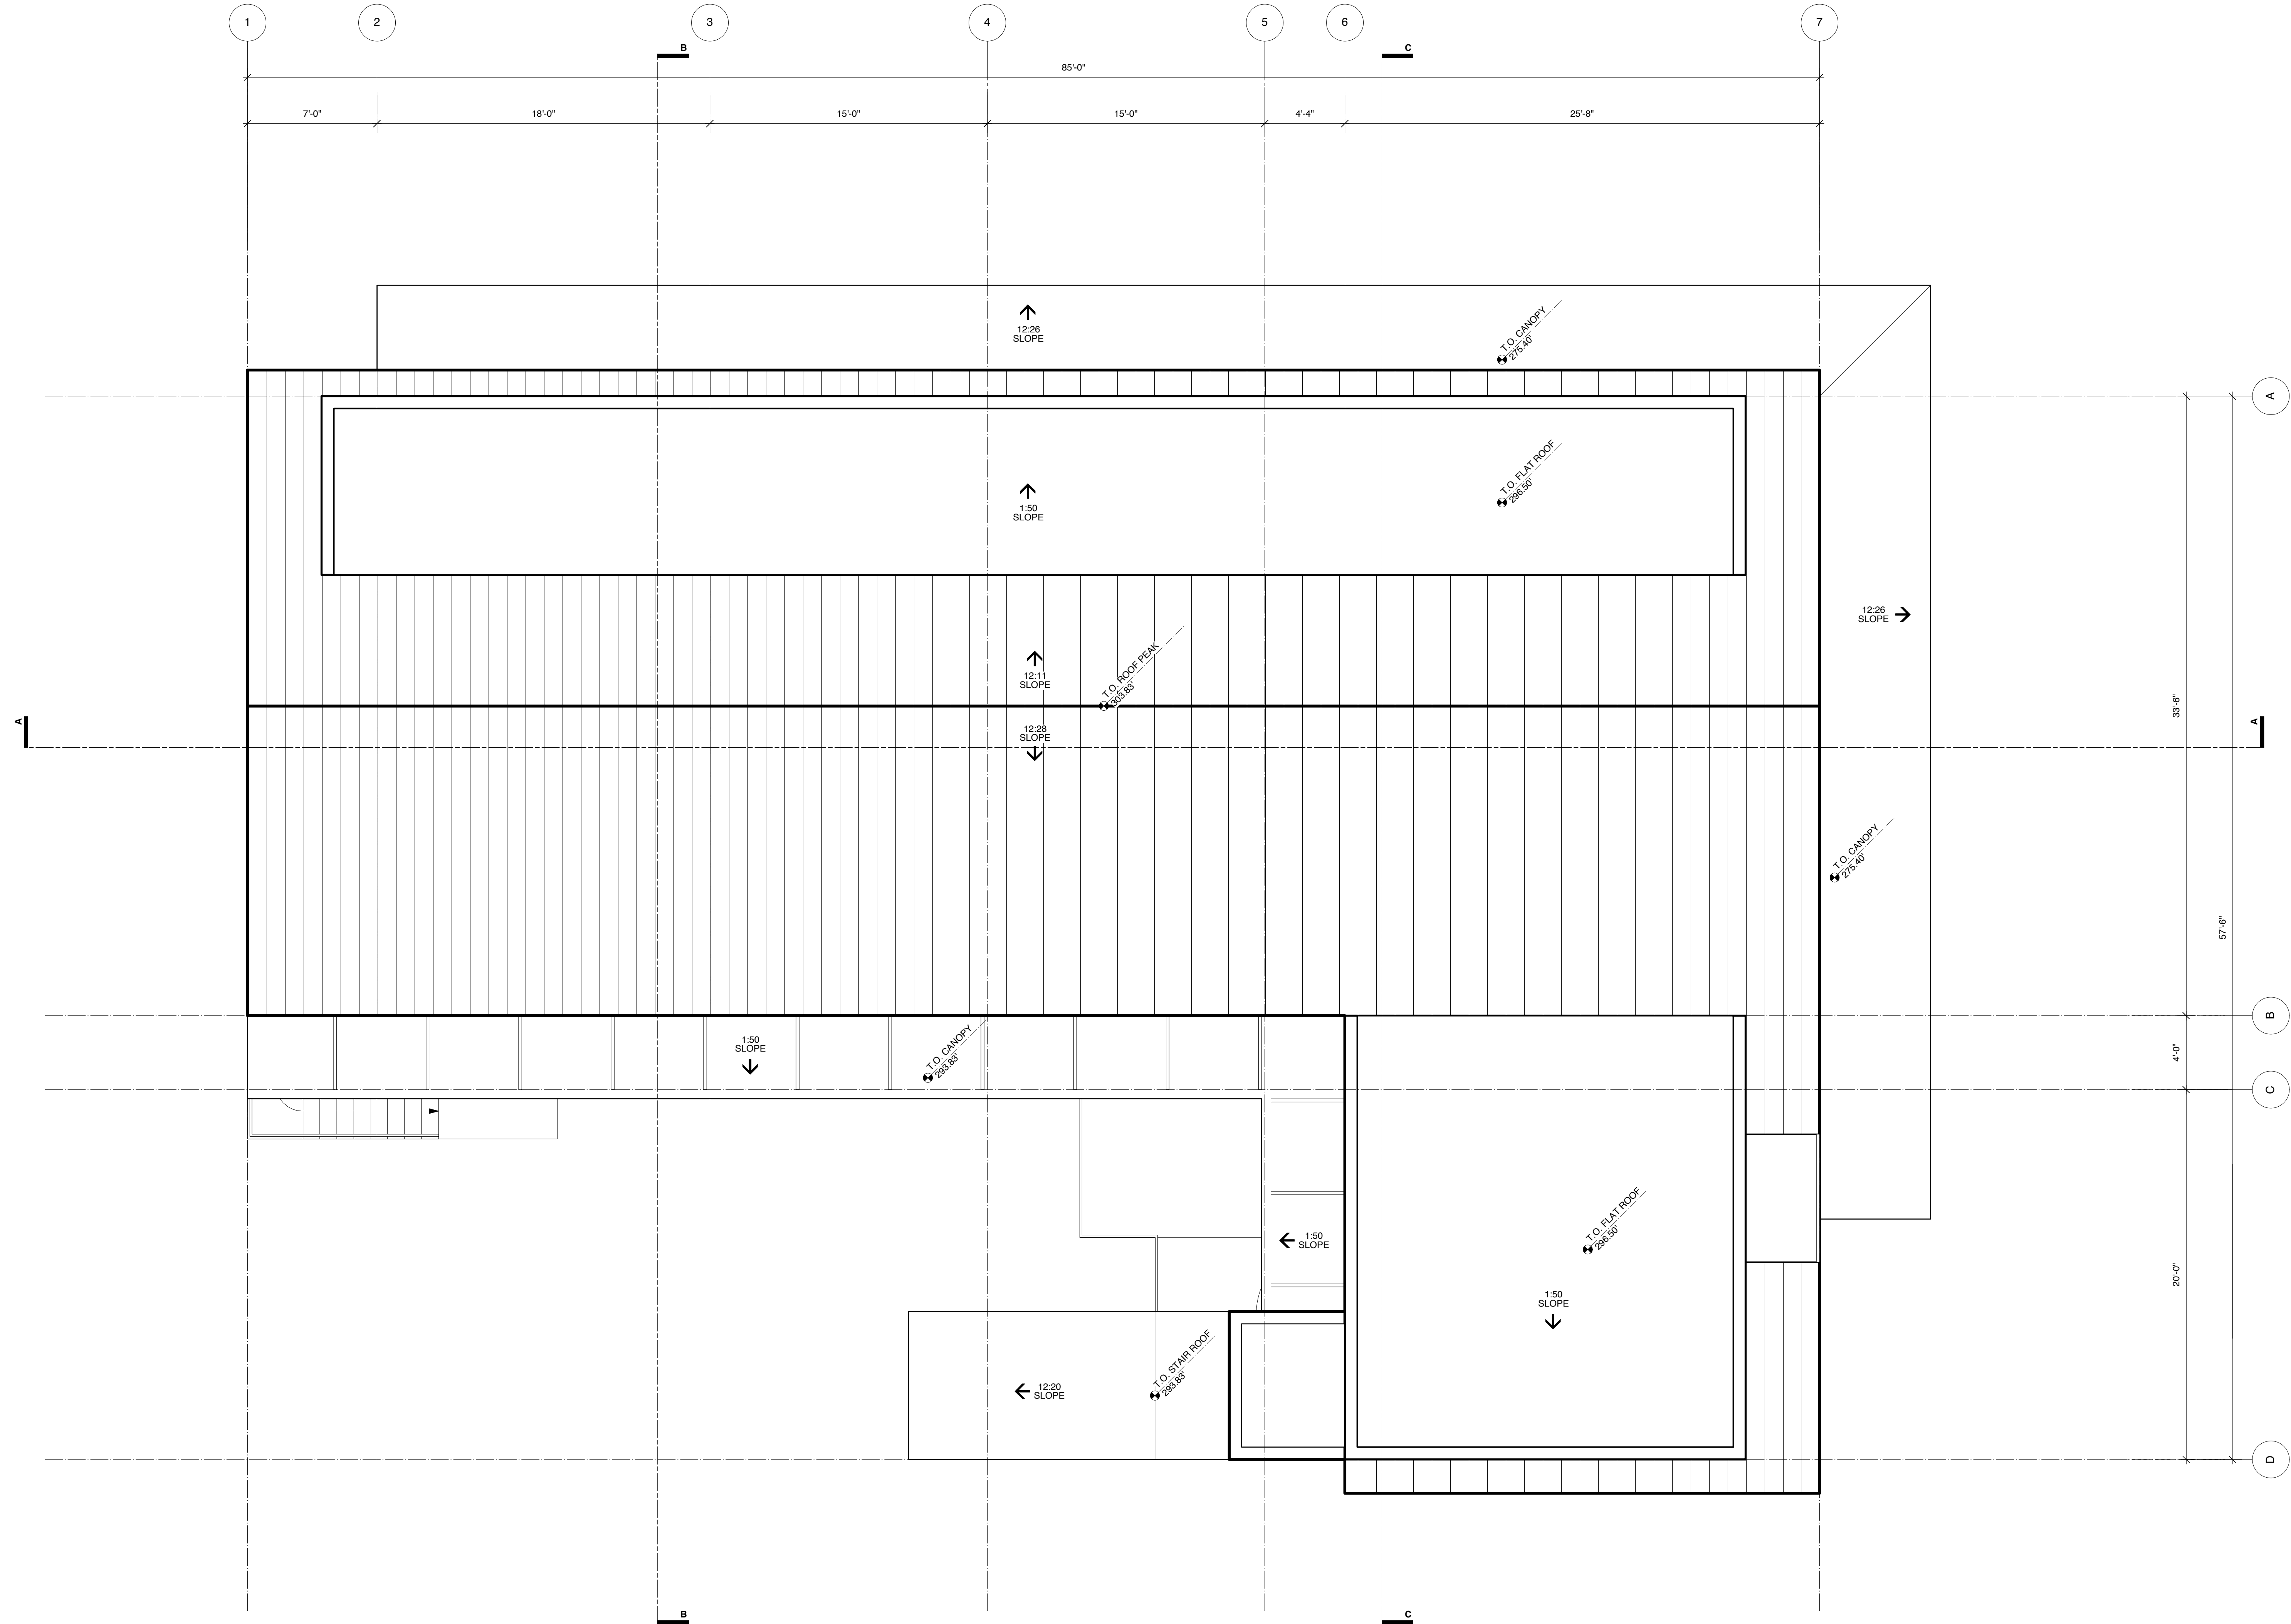 1
2
3
4
5
6
7
B
C
85'-0"
7'-0"
18'-0"
15'-0"
15'-0"
4'-4"
25'-8"
12:26
SLOPE
T.O. CANOPY
275.40'
A
T.O. FLAT ROOF
296.50'
1:50
SLOPE
12:26
SLOPE
12:11
SLOPE
T.O. ROOF PEAK
303.83'
33'-6"
A
12:28
SLOPE
A
T.O. CANOPY
275.40'
57'-6"
B
1:50
SLOPE
T.O. CANOPY
293.83'
4'-0"
C
1:50
SLOPE
T.O. FLAT ROOF
296.50'
20'-0"
1:50
SLOPE
12:20
SLOPE
T.O. STAIR ROOF
293.83'
D
B
C